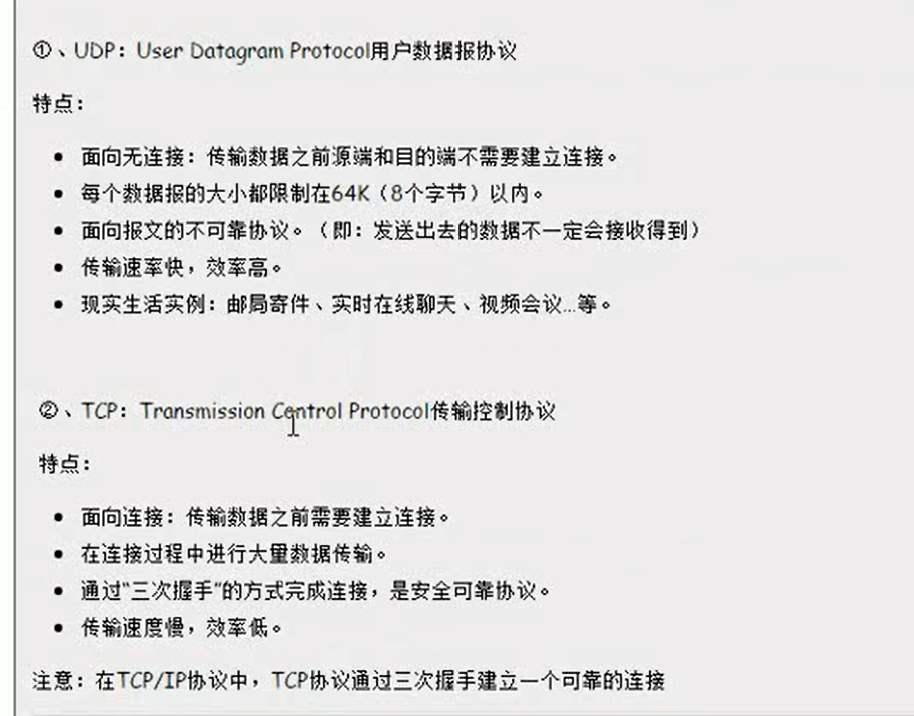 ①、UDP：User Datagram Protocol用户数据报协议
特点：
• 面向无连接：传输数据之前源端和目的端不需要建立连接。
• 每个数据报的大小都限制在64K（8个字节）以内。
• 面向报文的不可靠协议。（即：发送出去的数据不一定会接收得到）
• 传输速率快，效率高。
• 现实生活实例：邮局寄件、实时在线聊天、视频会议…等。
②、TCP：Transmission Control Protocol传输控制协议
特点：
• 面向连接：传输数据之前需要建立连接。
• 在连接过程中进行大量数据传输。
• 通过“三次握手”的方式完成连接，是安全可靠协议。
• 传输速度慢，效率低。
注意：在TCP/IP协议中，TCP协议通过三次握手建立一个可靠的连接